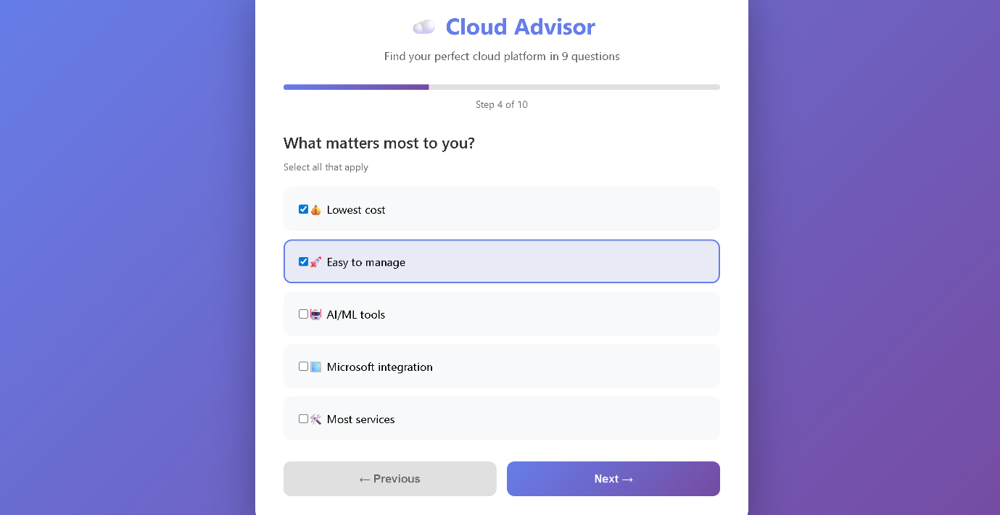 Cloud Advisor
Find your perfect cloud platform in 9 questions
Step 4 of 10
What matters most to you?
Select all that apply
Lowest cost
Easy to manage
AI/ML tools
Microsoft integration
Most services
← Previous
Next →